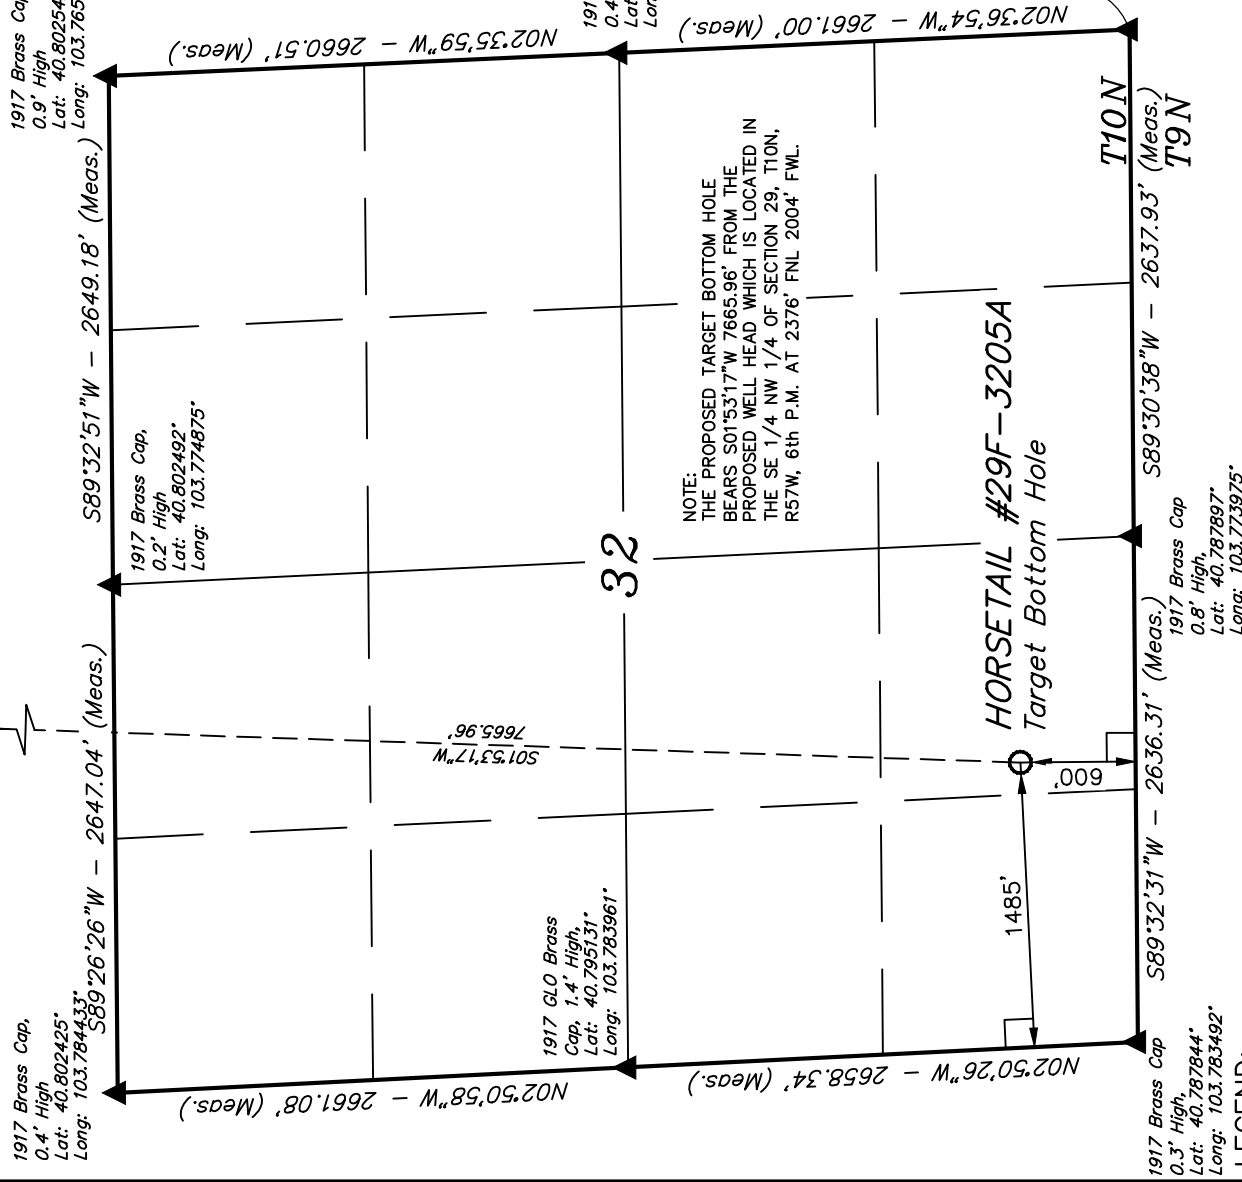 1917 Brass Cap,
0.4' High
Lat: 40.802425°
Long: 103.784433°
S89°26'26"W – 2647.04' (Meas.)
1917 Brass Cap,
0.2' High
Lat: 40.802492°
Long: 103.774875°
S89°32'51"W – 2649.18' (Meas.)
1917 Brass Cap
0.9' High
Lat: 40.80254
Long: 103.765
N02°35'59"W – 2660.51' (Meas.)
191
0.4
Lat
Lon
N02°36'54"W – 2661.00' (Meas.)
T10N
T9N
NOTE:
THE PROPOSED TARGET BOTTOM HOLE
BEARS S01°53'17"W 7665.96' FROM THE
PROPOSED WELL HEAD WHICH IS LOCATED IN
THE SE 1/4 NW 1/4 OF SECTION 29, T10N,
R57W, 6th P.M. AT 2376' FNL 2004' FWL.
32
S01°53'17"W
7665.96'
1917 GLO Brass
Cap, 1.4' High,
Lat: 40.795131°
Long: 103.783961°
N02°50'58"W – 2661.08' (Meas.)
N02°50'26"W – 2658.34' (Meas.)
HORSETAIL #29F-3205A
Target Bottom Hole
1485'
600'
S89°32'31"W – 2636.31' (Meas.)
S89°30'38"W – 2637.93' (Meas.)
1917 Brass Cap
0.3' High,
Lat: 40.787844°
Long: 103.783492°
1917 Brass Cap
0.8' High,
Lat: 40.787897°
Long: 103.773975°
LEGEND: